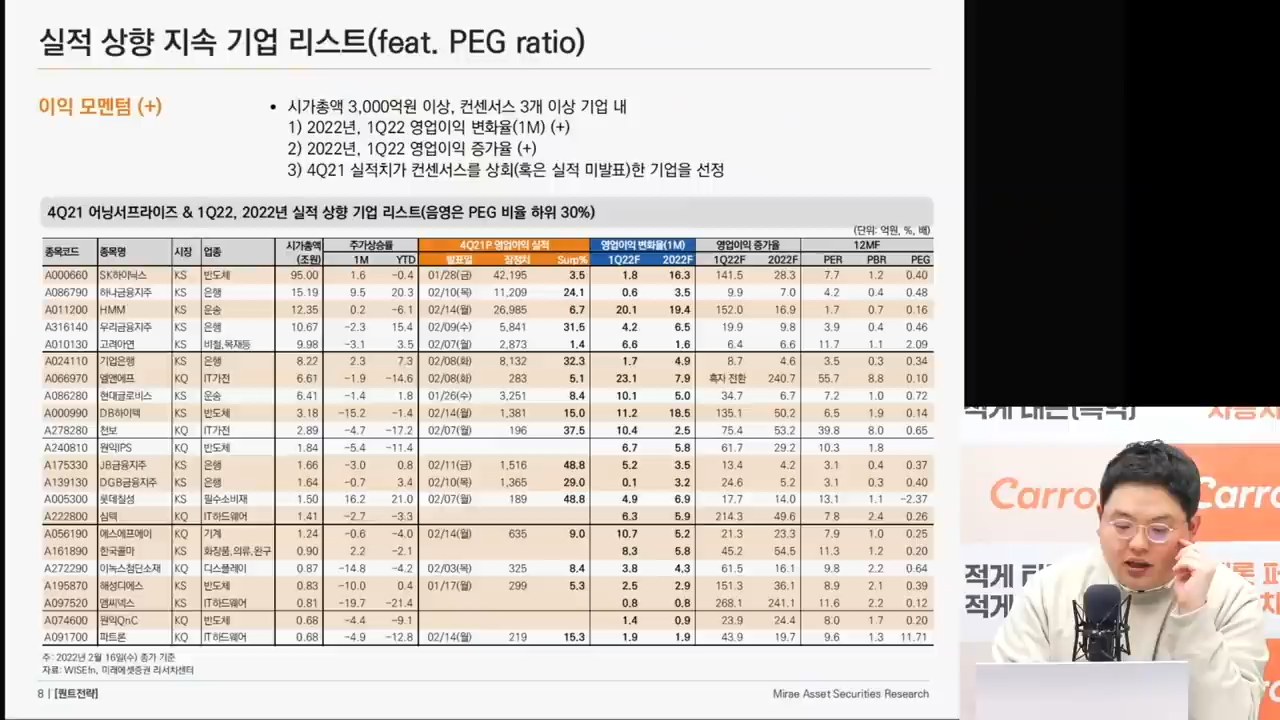 실적 상향 지속 기업 리스트(feat. PEG ratio)
이익 모멘텀 (+)
• 시가총액 3,000억원 이상, 컨센서스 3개 이상 기업 내
1) 2022년, 1Q22 영업이익 변화율(1M) (+)
2) 2022년, 1Q22 영업이익 증가율 (+)
3) 4Q21 실적치가 컨센서스를 상회(혹은 실적 미발표)한 기업을 선정
4Q21 어닝서프라이즈 & 1Q22, 2022년 실적 상향 기업 리스트(음영은 PEG 비율 하위 30%)
(단위: 억원, %, 배)
종목코드 종목명 시장 업종 시가총액 주가상승률 4Q21P 영업이익 실적 영업이익 변화율(1M) 영업이익 증가율 12MF
(조원) 1M YTD 발표일 잠정치 Surp% 1Q22F 2022F 1Q22F 2022F PER PBR PEG
A000660 SK하이닉스 KS 반도체 95.00 1.6 −0.4 01/28(금) 42,195 3.5 1.8 16.3 141.5 28.3 7.7 1.2 0.40
A086790 하나금융지주 KS 은행 15.19 9.5 20.3 02/10(목) 11,209 24.1 0.6 3.5 9.9 7.0 4.2 0.4 0.48
A011200 HMM KS 운송 12.35 0.2 −6.1 02/14(월) 26,985 6.7 20.1 19.4 152.0 16.9 1.7 0.7 0.16
A316140 우리금융지주 KS 은행 10.67 −2.3 15.4 02/09(수) 5,841 31.5 4.2 6.5 19.9 9.8 3.9 0.4 0.46
A010130 고려아연 KS 비철,목재등 9.98 −3.1 3.5 02/07(월) 2,873 1.4 6.6 1.6 6.4 6.6 11.7 1.1 2.09
A024110 기업은행 KS 은행 8.22 2.3 7.3 02/08(화) 8,132 32.3 1.7 4.9 8.7 4.6 3.5 0.3 0.34
A066970 엘앤에프 KQ IT가전 6.61 −1.9 −14.6 02/08(화) 283 5.1 23.1 7.9 흑자 전환 240.7 55.7 8.8 0.10
A086280 현대글로비스 KS 운송 6.41 −1.4 1.8 01/26(수) 3,251 8.4 10.1 5.0 34.7 6.7 7.2 1.0 0.72
A000990 DB하이텍 KS 반도체 3.18 −15.2 −1.4 02/14(월) 1,381 15.0 11.2 18.5 135.1 50.2 6.5 1.9 0.14
A278280 천보 KQ IT가전 2.89 −4.7 −17.2 02/07(월) 196 37.5 10.4 2.5 75.4 53.2 39.8 8.0 0.65
A240810 원익IPS KQ 반도체 1.84 −5.4 −11.4 6.7 5.8 61.7 29.2 10.3 1.8
A175330 JB금융지주 KS 은행 1.66 −3.0 0.8 02/11(금) 1,516 48.8 5.2 3.5 13.4 4.2 3.1 0.4 0.37
A139130 DGB금융지주 KS 은행 1.64 −0.7 3.4 02/10(목) 1,365 29.0 0.1 3.2 24.6 5.2 3.1 0.3 0.40
A005300 롯데칠성 KS 필수소비재 1.50 16.2 21.0 02/07(월) 189 48.8 4.9 6.9 17.7 14.0 13.1 1.1 −2.37
A222800 심텍 KQ IT하드웨어 1.41 −2.7 −3.3 6.3 5.9 214.3 49.6 7.8 2.4 0.26
A056190 에스에프에이 KQ 기계 1.24 −0.6 −4.0 02/14(월) 635 9.0 10.7 5.2 21.3 23.3 7.9 1.0 0.25
A161890 한국콜마 KS 화장품,의류,완구 0.90 2.2 −2.1 8.3 5.8 45.2 54.5 11.3 1.2 0.20
A272290 이녹스첨단소재 KQ 디스플레이 0.87 −14.8 −4.2 02/03(목) 325 8.4 3.8 4.3 61.5 16.1 9.8 2.2 0.64
A195870 해성디에스 KS 반도체 0.83 −10.0 0.4 01/17(월) 299 5.3 2.5 2.9 151.3 36.1 8.9 2.1 0.39
A097520 엠씨넥스 KS IT하드웨어 0.81 −19.7 −21.4 0.8 0.8 268.1 241.1 11.6 2.2 0.12
A074600 원익QnC KQ 반도체 0.68 −4.4 −9.1 1.4 0.9 23.9 24.4 8.0 1.7 0.20
A091700 파트론 KQ IT하드웨어 0.68 −4.9 −12.8 02/14(월) 219 15.3 1.9 1.9 43.9 19.7 9.6 1.3 11.71
주: 2022년 2월 16일(수) 종가 기준
자료: WISEfn, 미래에셋증권 리서치센터
8 | [퀀트전략]
Mirae Asset Securities Research
Carro
Carro
적게
적게